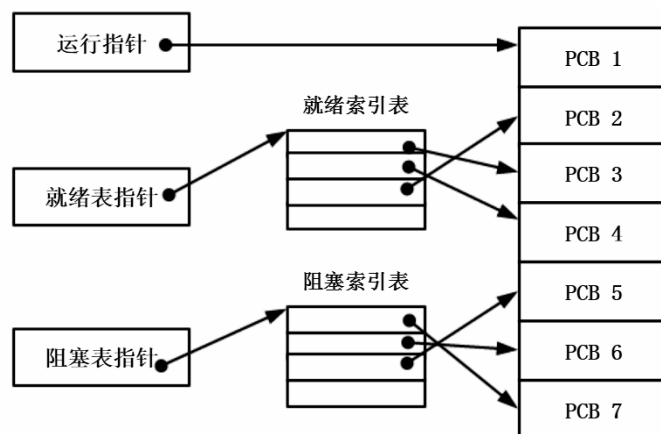 运行指针
PCB 1
就绪索引表
PCB 2
PCB 3
就绪表指针
PCB 4
阻塞索引表
PCB 5
阻塞表指针
PCB 6
PCB 7